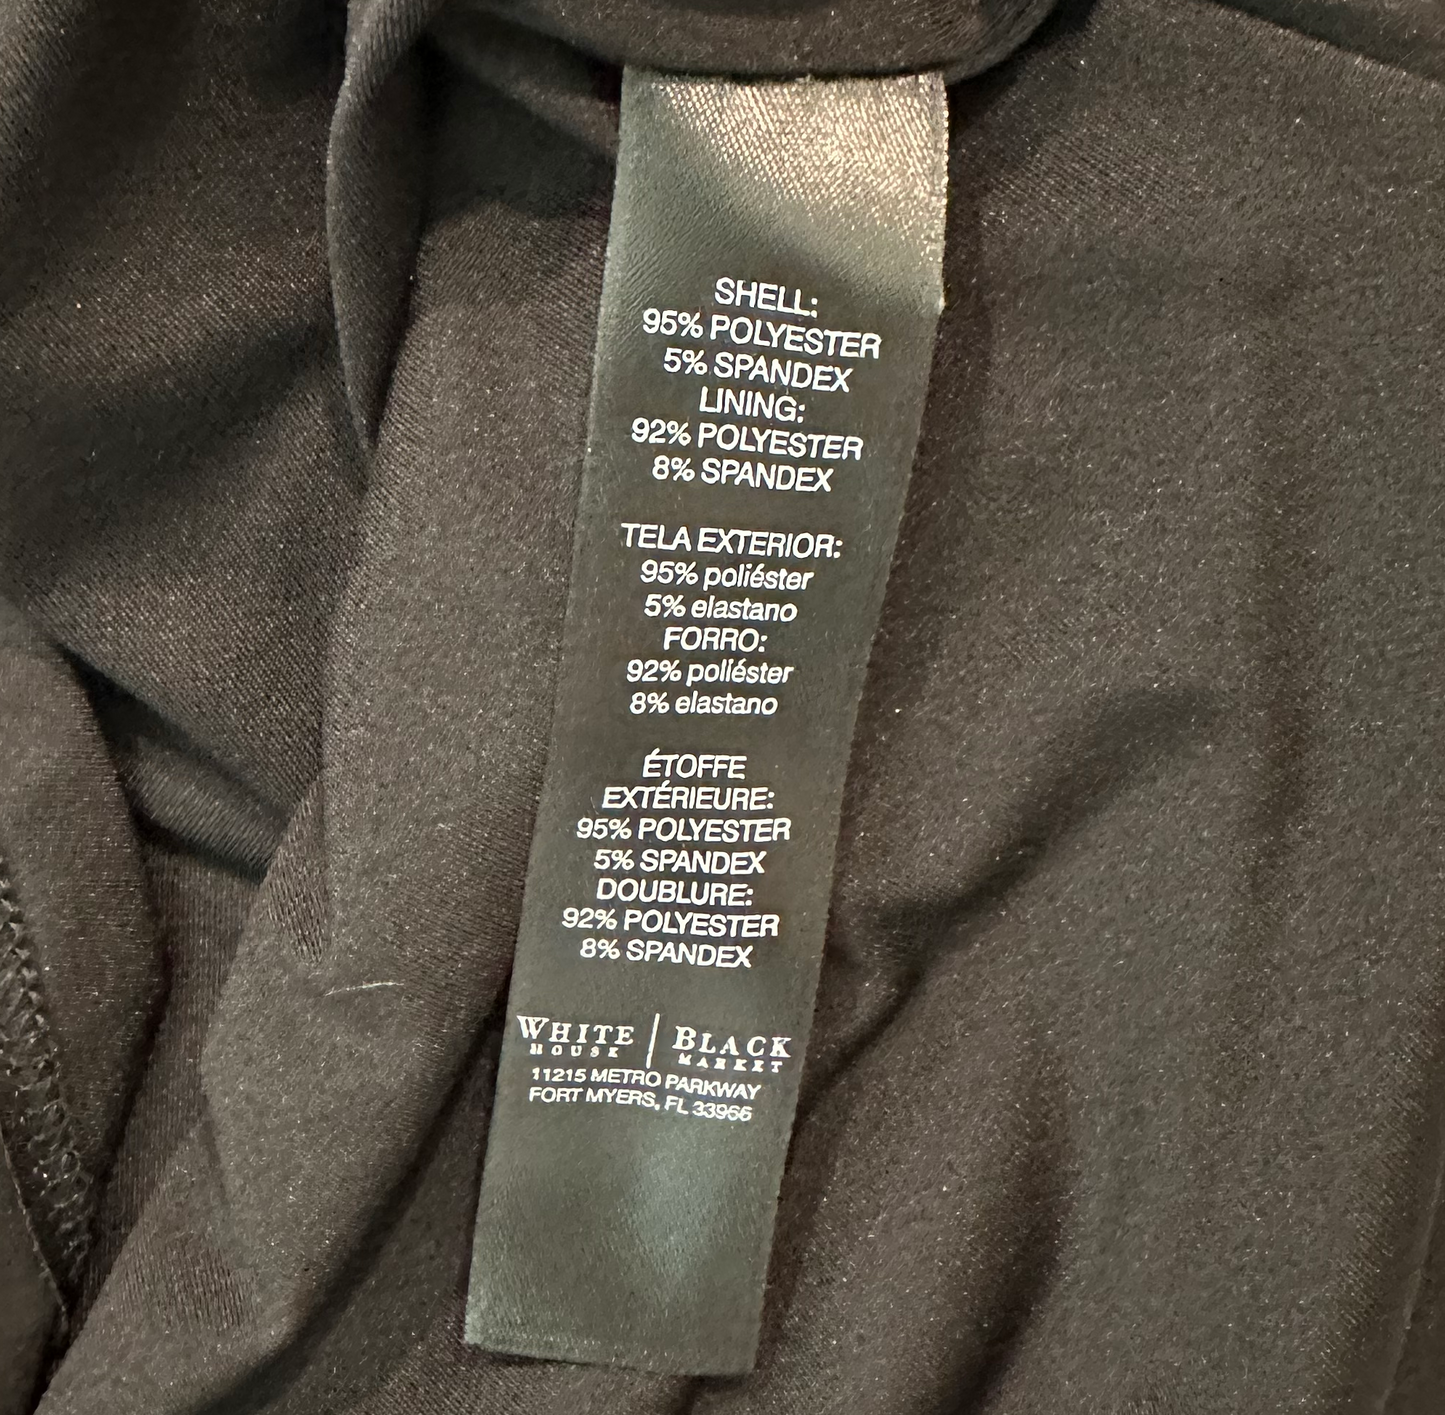 SHELL:
95% POLYESTER
5% SPANDEX
LINING:
92% POLYESTER
8% SPANDEX
TELA EXTERIOR:
95% poliéster
5% elastano
FORRO:
92% poliéster
8% elastano
ÉTOFFE
EXTÉRIEURE:
95% POLYESTER
5% SPANDEX
DOUBLURE:
92% POLYESTER
8% SPANDEX
WHITE | BLACK
HOUSE MARKET
11215 METRO PARKWAY
FORT MYERS, FL 33966